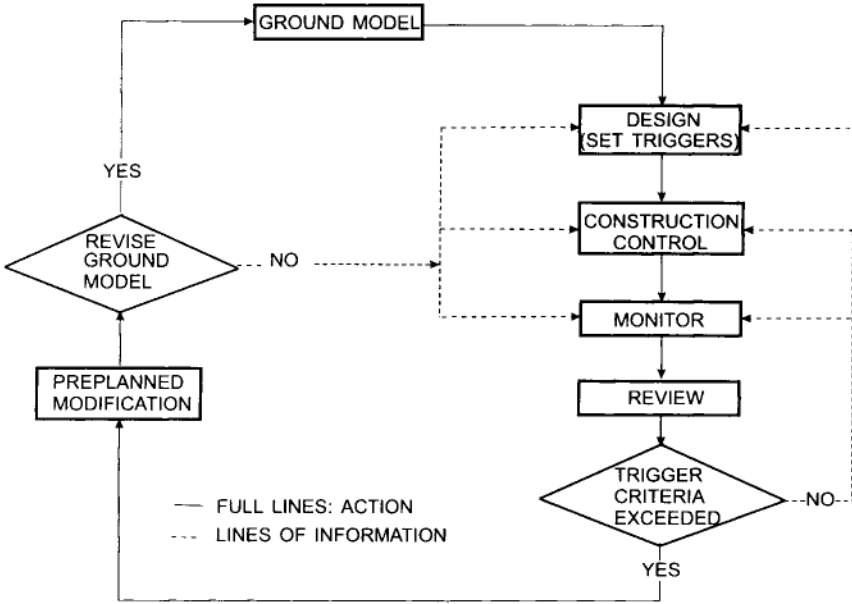 GROUND MODEL
DESIGN
(SET TRIGGERS)
YES
CONSTRUCTION
CONTROL
REVISE
GROUND
MODEL
NO
MONITOR
PREPLANNED
MODIFICATION
REVIEW
TRIGGER
CRITERIA
EXCEEDED
NO
FULL LINES: ACTION
LINES OF INFORMATION
YES